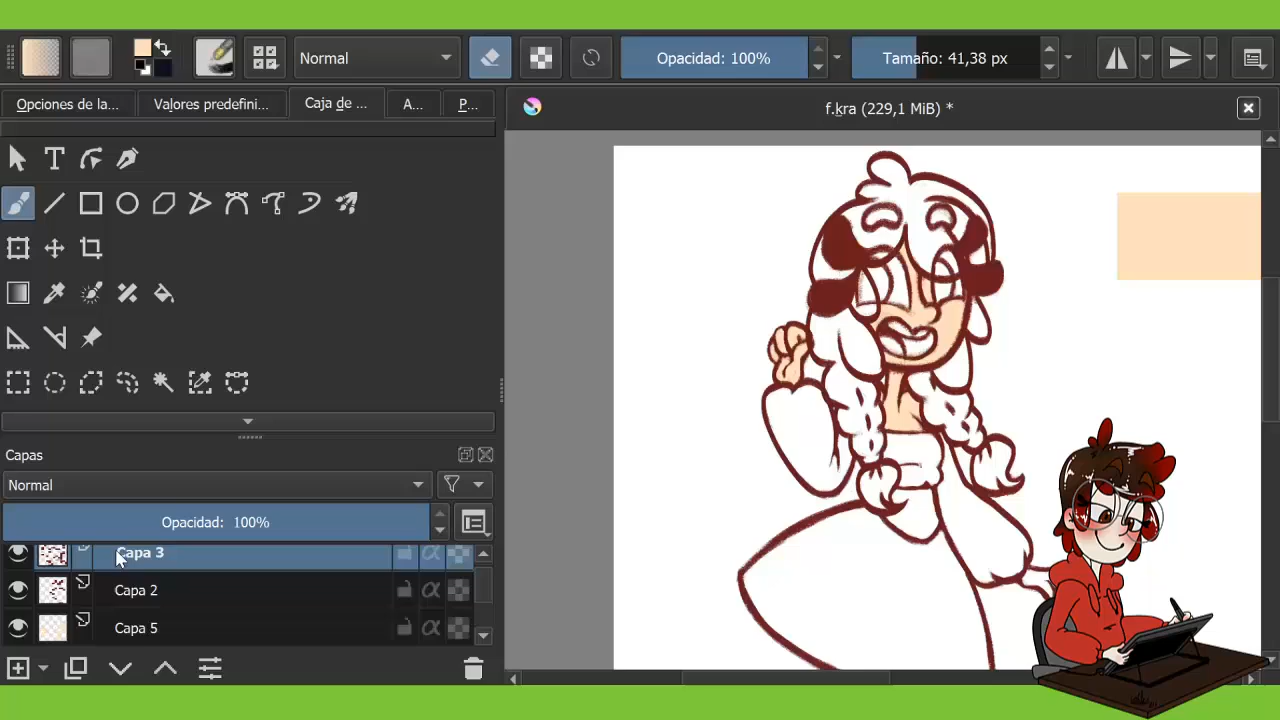 Normal
Opacidad: 100%
Tamaño: 41,38 px
Opciones de la...
Valores predefini...
Caja de ...
A...
P...
f.kra (229,1 MiB) *
Capas
Normal
Opacidad: 100%
Capa 3
Capa 2
Capa 5